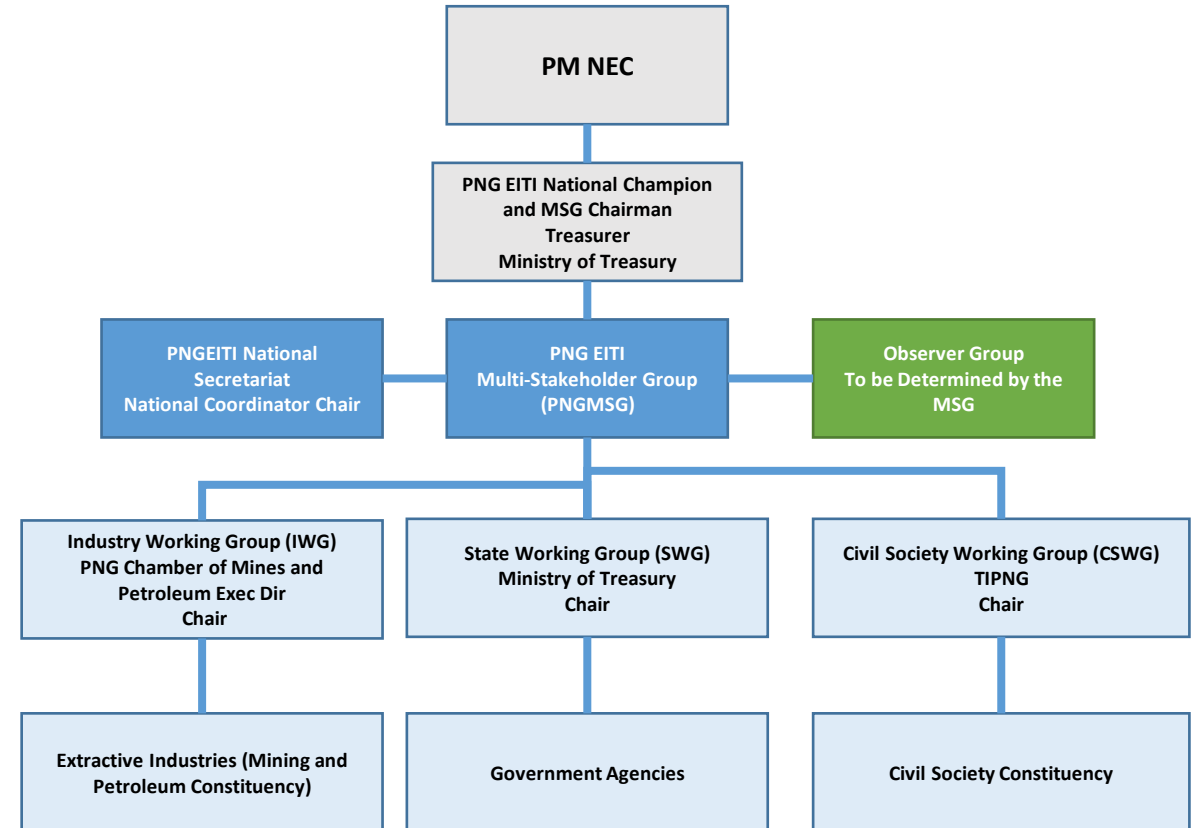 PM NEC
PNG EITI National Champion
and MSG Chairman
Treasurer
Ministry of Treasury
PNGEITI National
Secretariat
National Coordinator Chair
PNG EITI
Multi-Stakeholder Group
(PNGMSG)
Observer Group
To be Determined by the
MSG
Industry Working Group (IWG)
PNG Chamber of Mines and
Petroleum Exec Dir
Chair
State Working Group (SWG)
Ministry of Treasury
Chair
Civil Society Working Group (CSWG)
TIPNG
Chair
Extractive Industries (Mining and
Petroleum Constituency)
Government Agencies
Civil Society Constituency